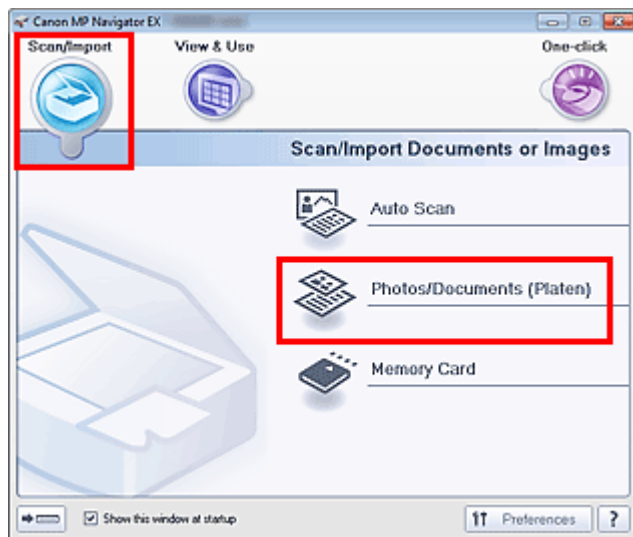 Canon MP Navigator EX
Scan/Import
View & Use
One-click
Scan/Import Documents or Images
Auto Scan
Photos/Documents (Platen)
Memory Card
Show this window at startup
Preferences
?